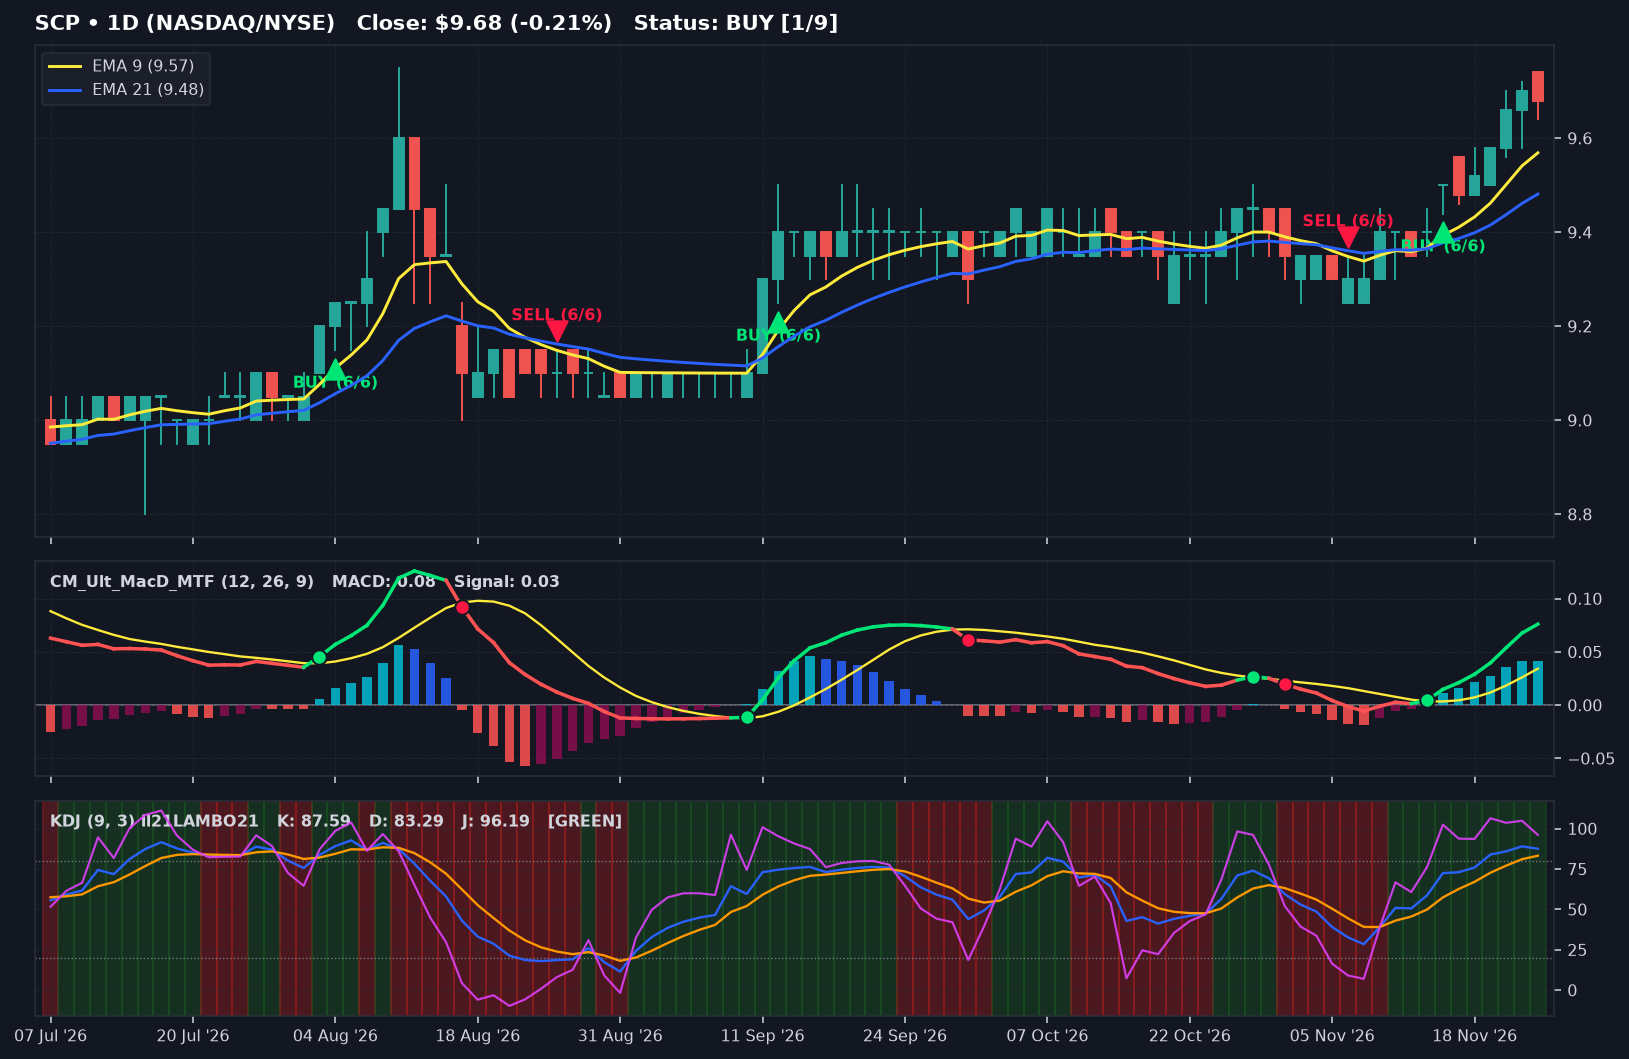 SCP • 1D (NASDAQ/NYSE) Close: $9.68 (-0.21%) Status: BUY [1/9]
EMA 9 (9.57)
EMA 21 (9.48)
9.6
SELL (6/6)
9.4
BUY (6/6)
SELL (6/6)
9.2
BUY (6/6)
BUY (6/6)
9.0
8.8
CM_Ult_MacD_MTF (12, 26, 9) MACD: 0.08 Signal: 0.03
0.10
0.05
0.00
−0.05
KDJ (9, 3) II21LAMBO21 K: 87.59 D: 83.29 J: 96.19 [GREEN]
100
75
50
25
0
07 Jul '26 20 Jul '26 04 Aug '26 18 Aug '26 31 Aug '26 11 Sep '26 24 Sep '26 07 Oct '26 22 Oct '26 05 Nov '26 18 Nov '26